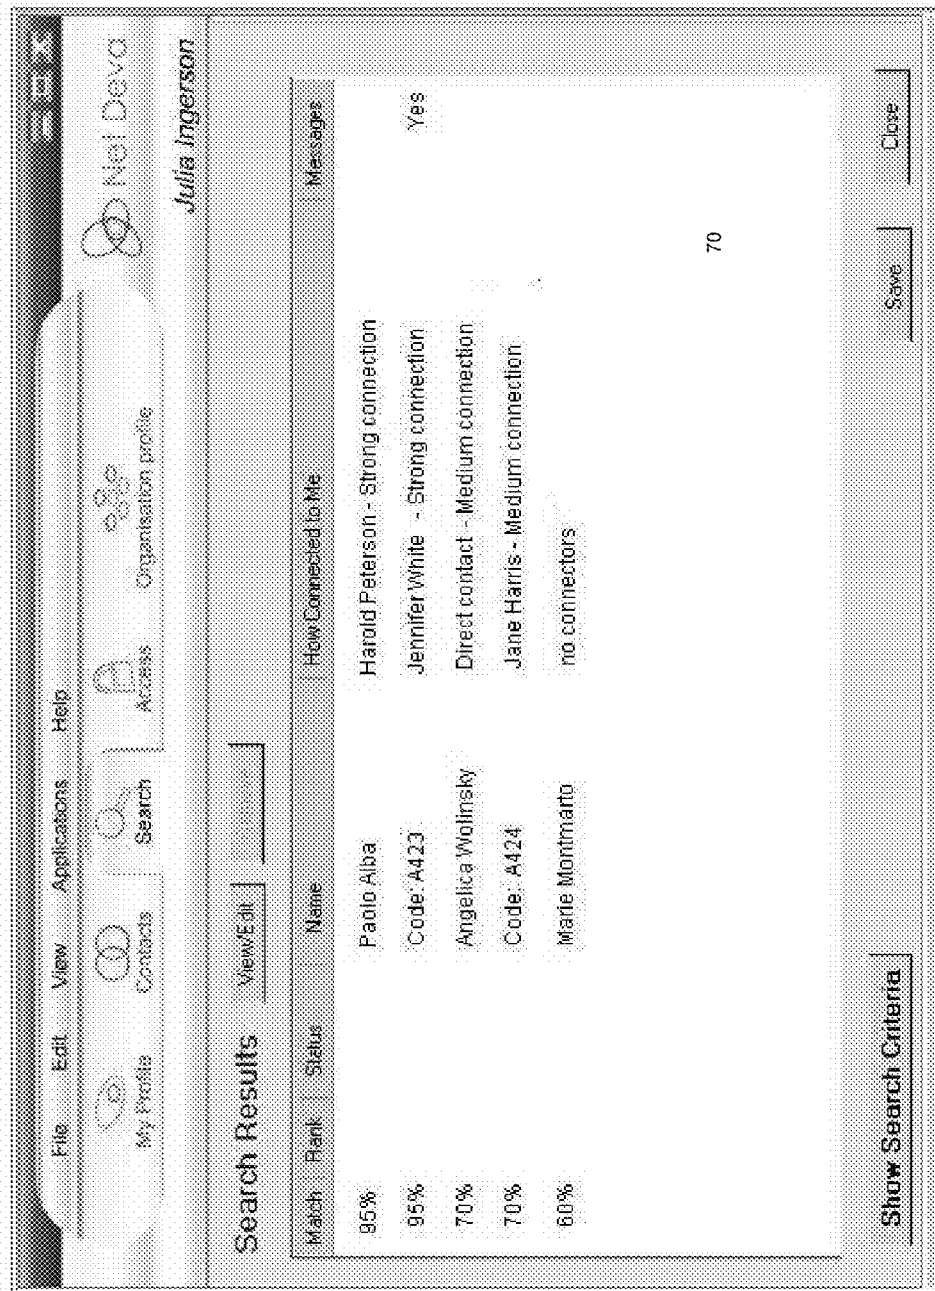 File Edit View Applications Help
My Profile Contacts Search Access Organisation profile
Net Deva
Julia Ingerson
Search Results View/Edit
Match Rank Status Name How Connected to Me Messages
95% Paolo Alba Harold Peterson - Strong connection
95% Code: A423 Jennifer White - Strong connection Yes
70% Angelica Wolinsky Direct contact - Medium connection
70% Code: A424 Jane Harris - Medium connection
60% Marie Montmarto no connectors
70
Show Search Criteria Save Close